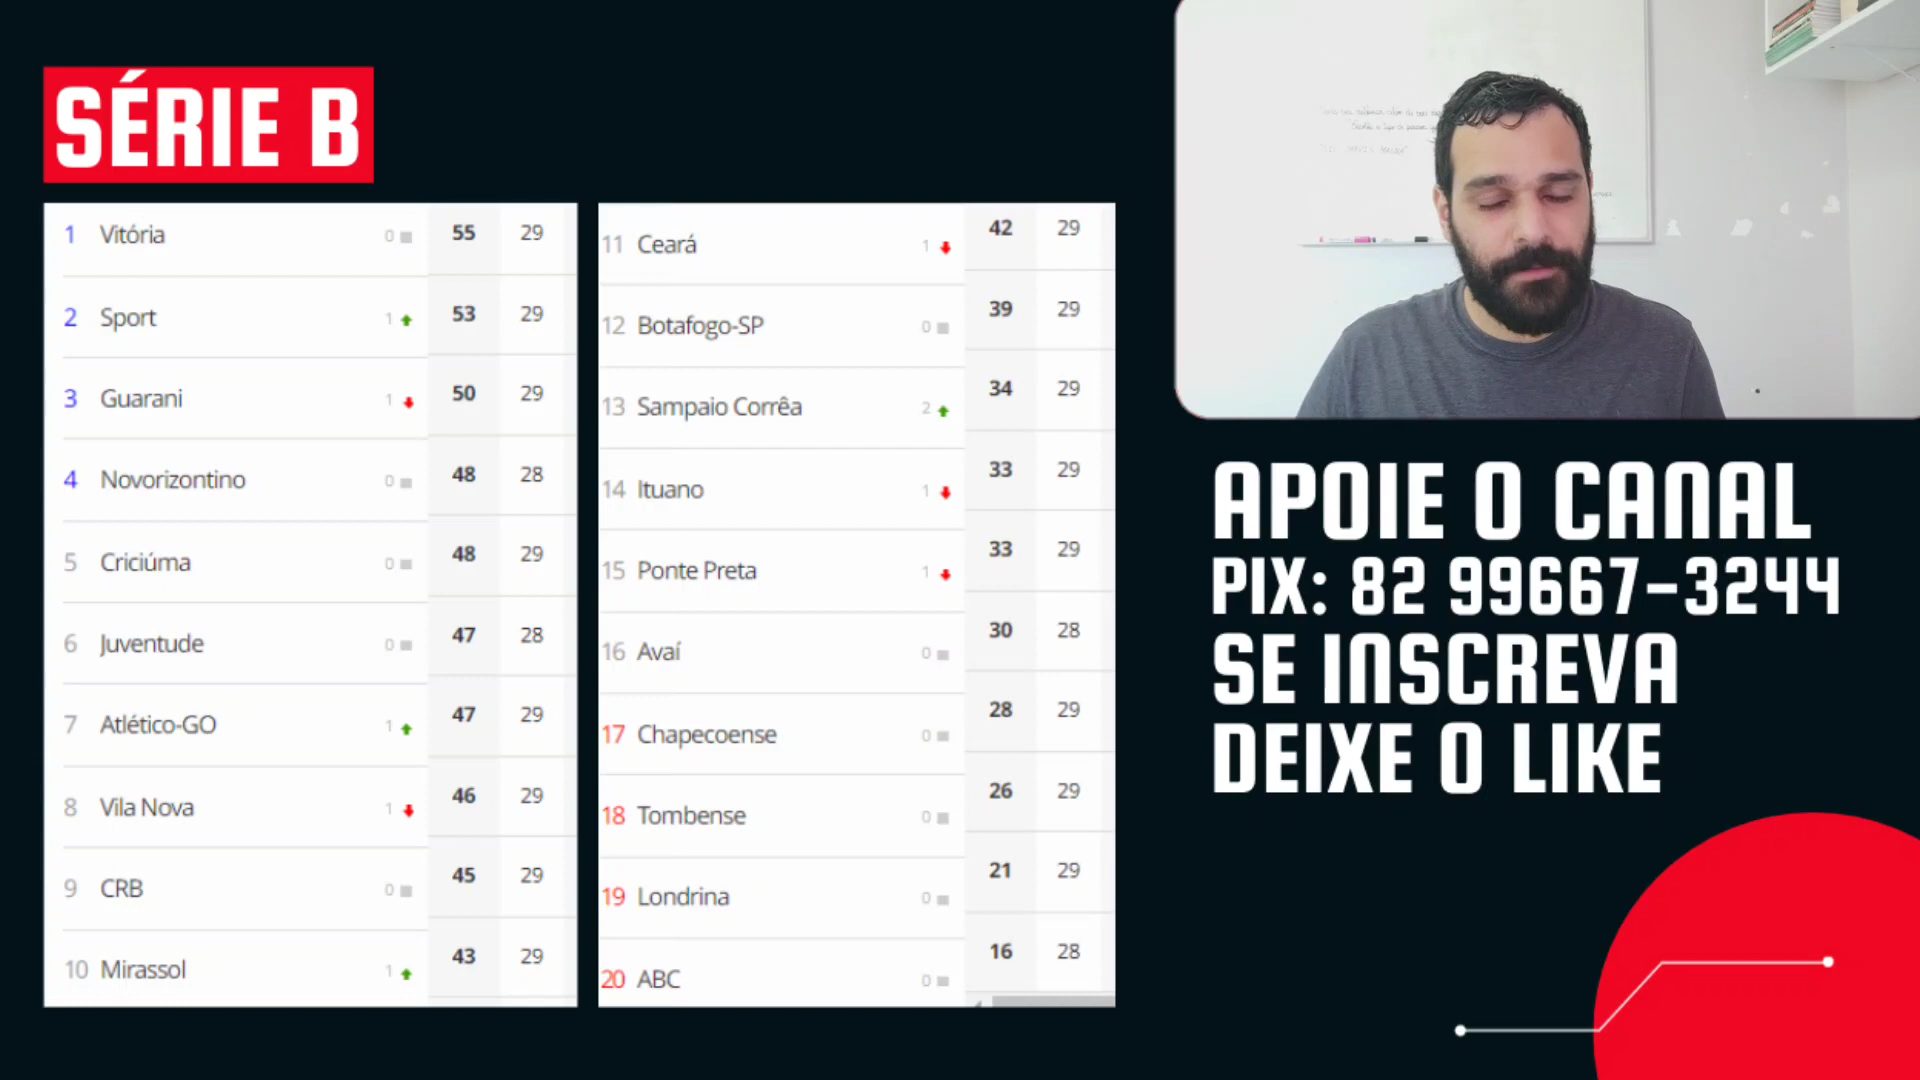 SÉRIE B
1 Vitória 0 55 29
2 Sport 1 53 29
3 Guarani 1 50 29
4 Novorizontino 0 48 28
5 Criciúma 0 48 29
6 Juventude 0 47 28
7 Atlético-GO 1 47 29
8 Vila Nova 1 46 29
9 CRB 0 45 29
10 Mirassol 1 43 29
11 Ceará 1 42 29
12 Botafogo-SP 0 39 29
13 Sampaio Corrêa 2 34 29
14 Ituano 1 33 29
15 Ponte Preta 1 33 29
16 Avaí 0 30 28
17 Chapecoense 0 28 29
18 Tombense 0 26 29
19 Londrina 0 21 29
20 ABC 0 16 28
APOIE O CANAL
PIX: 82 99667-3244
SE INSCREVA
DEIXE O LIKE